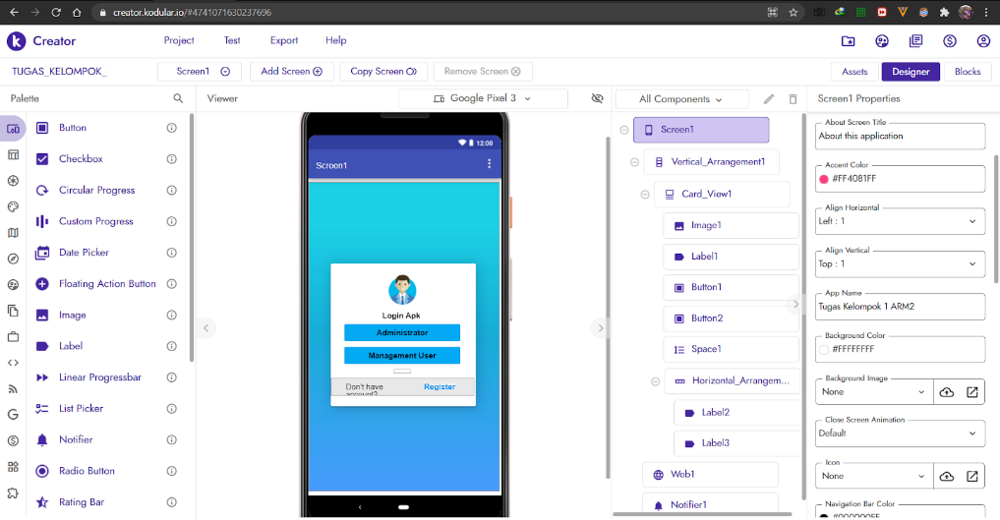 creator.kodular.io/#4741071630237696
Creator
Project Test Export Help
TUGAS_KELOMPOK_ Screen1 Add Screen Copy Screen Remove Screen Assets Designer Blocks
Palette
Button
Checkbox
Circular Progress
Custom Progress
Date Picker
Floating Action Button
Image
Label
Linear Progressbar
List Picker
Notifier
Radio Button
Rating Bar
Viewer
Google Pixel 3
12:00
Screen1
Login Apk
Administrator
Management User
Don't have
account?
Register
All Components
Screen1
Vertical_Arrangement1
Card_View1
Image1
Label1
Button1
Button2
Space1
Horizontal_Arrangem...
Label2
Label3
Web1
Notifier1
Screen1 Properties
About Screen Title
About this application
Accent Color
#FF4081FF
Align Horizontal
Left : 1
Align Vertical
Top : 1
App Name
Tugas Kelompok 1 ARM2
Background Color
#FFFFFFFF
Background Image
None
Close Screen Animation
Default
Icon
None
Navigation Bar Color
#000000FF